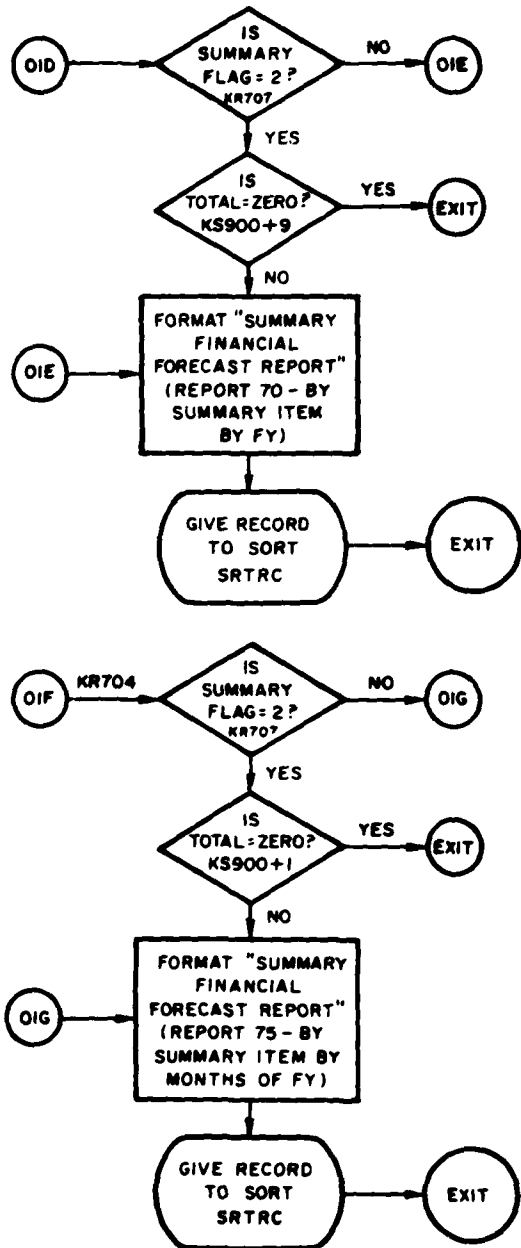 IS
SUMMARY
FLAG = 2?
KR707
01D
NO
01E
YES
IS
TOTAL = ZERO?
KS900+9
YES
EXIT
NO
FORMAT "SUMMARY
FINANCIAL
FORECAST REPORT"
(REPORT 70 - BY
SUMMARY ITEM
BY FY)
01E
GIVE RECORD
TO SORT
SRTRC
EXIT
01F
KR704
IS
SUMMARY
FLAG = 2?
KR707
NO
01G
YES
IS
TOTAL = ZERO?
KS900+1
YES
EXIT
NO
FORMAT "SUMMARY
FINANCIAL
FORECAST REPORT"
(REPORT 75 - BY
SUMMARY ITEM BY
MONTHS OF FY)
01G
GIVE RECORD
TO SORT
SRTRC
EXIT